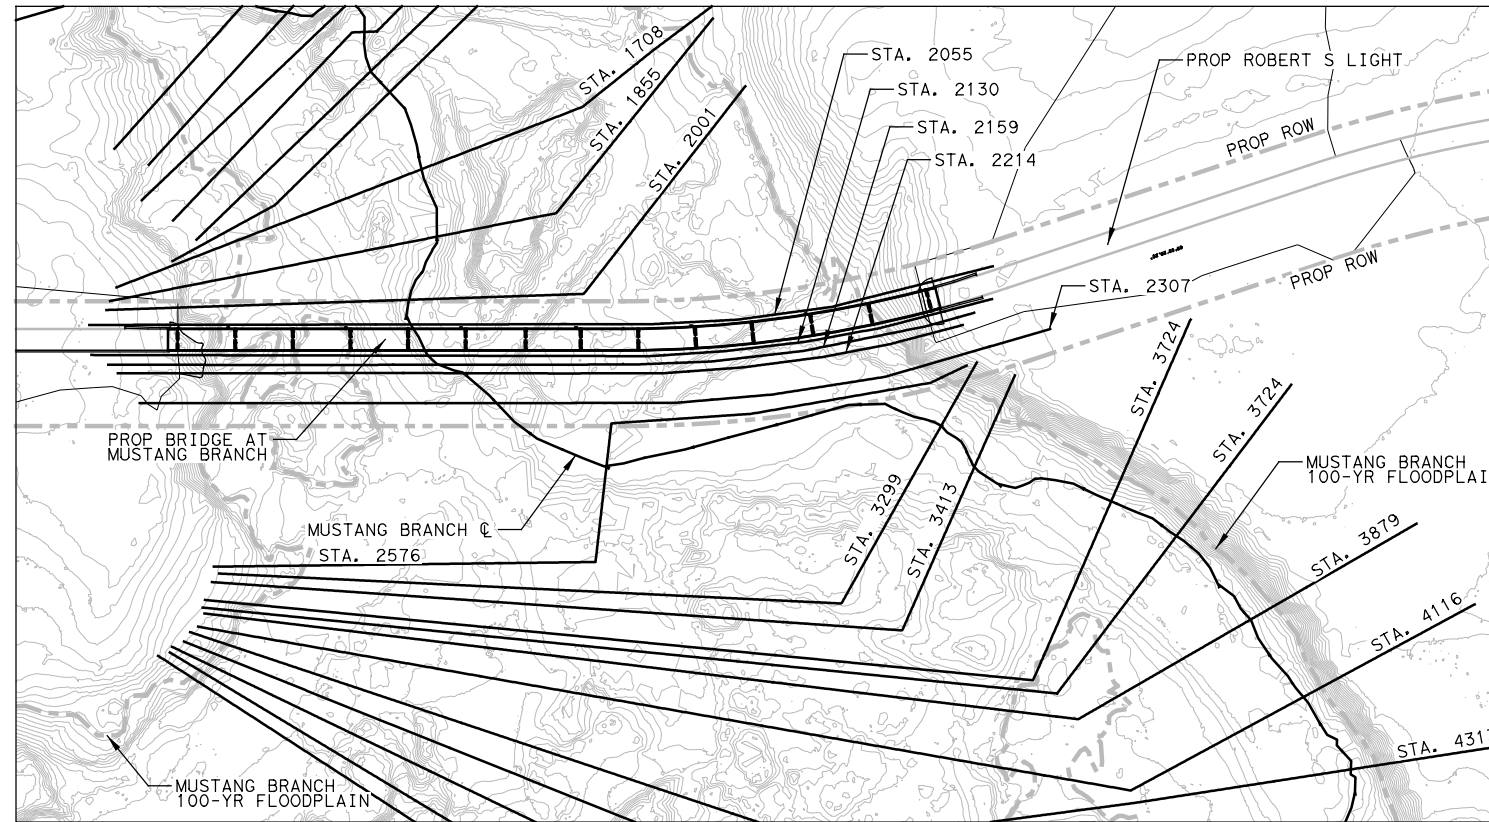 STA. 1708
STA. 1855
STA. 2001
STA. 2055
STA. 2130
STA. 2159
STA. 2214
PROP ROBERT S LIGHT
PROP ROW
PROP ROW
STA. 2307
STA. 3724
STA. 3724
PROP BRIDGE AT
MUSTANG BRANCH
MUSTANG BRANCH
100-YR FLOODPLAI
MUSTANG BRANCH ℄
STA. 2576
STA. 3299
STA. 3413
STA. 3879
STA. 4116
STA. 4317
MUSTANG BRANCH
100-YR FLOODPLAIN